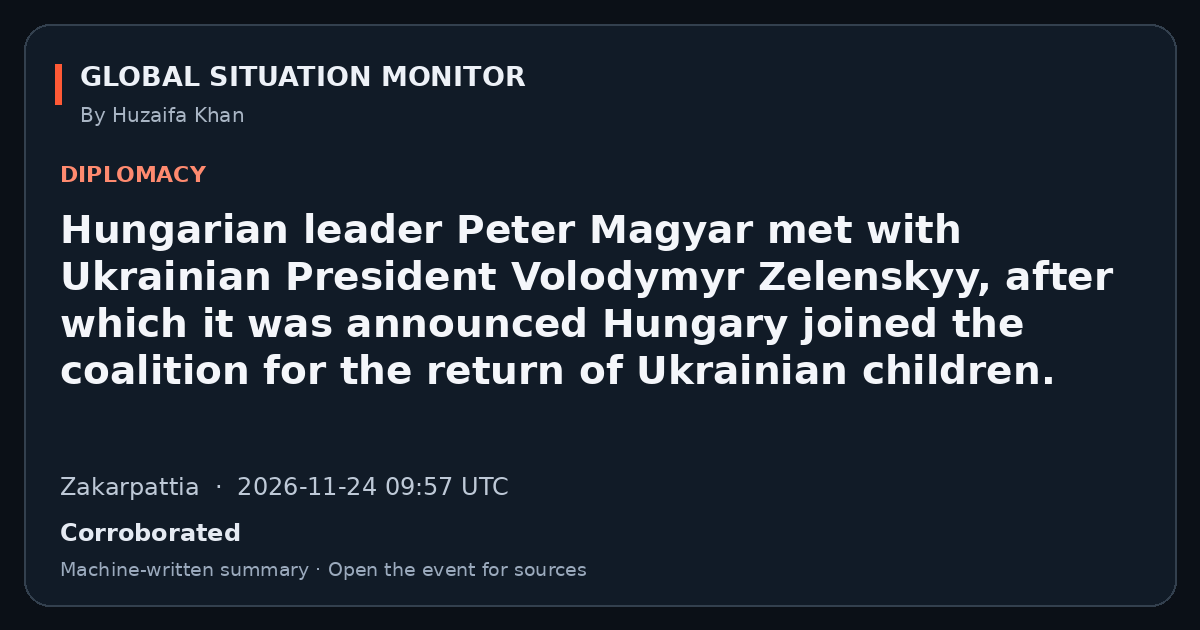 GLOBAL SITUATION MONITOR
By Huzaifa Khan
DIPLOMACY
Hungarian leader Peter Magyar met with
Ukrainian President Volodymyr Zelenskyy, after
which it was announced Hungary joined the
coalition for the return of Ukrainian children.
Zakarpattia · 2026-11-24 09:57 UTC
Corroborated
Machine-written summary · Open the event for sources